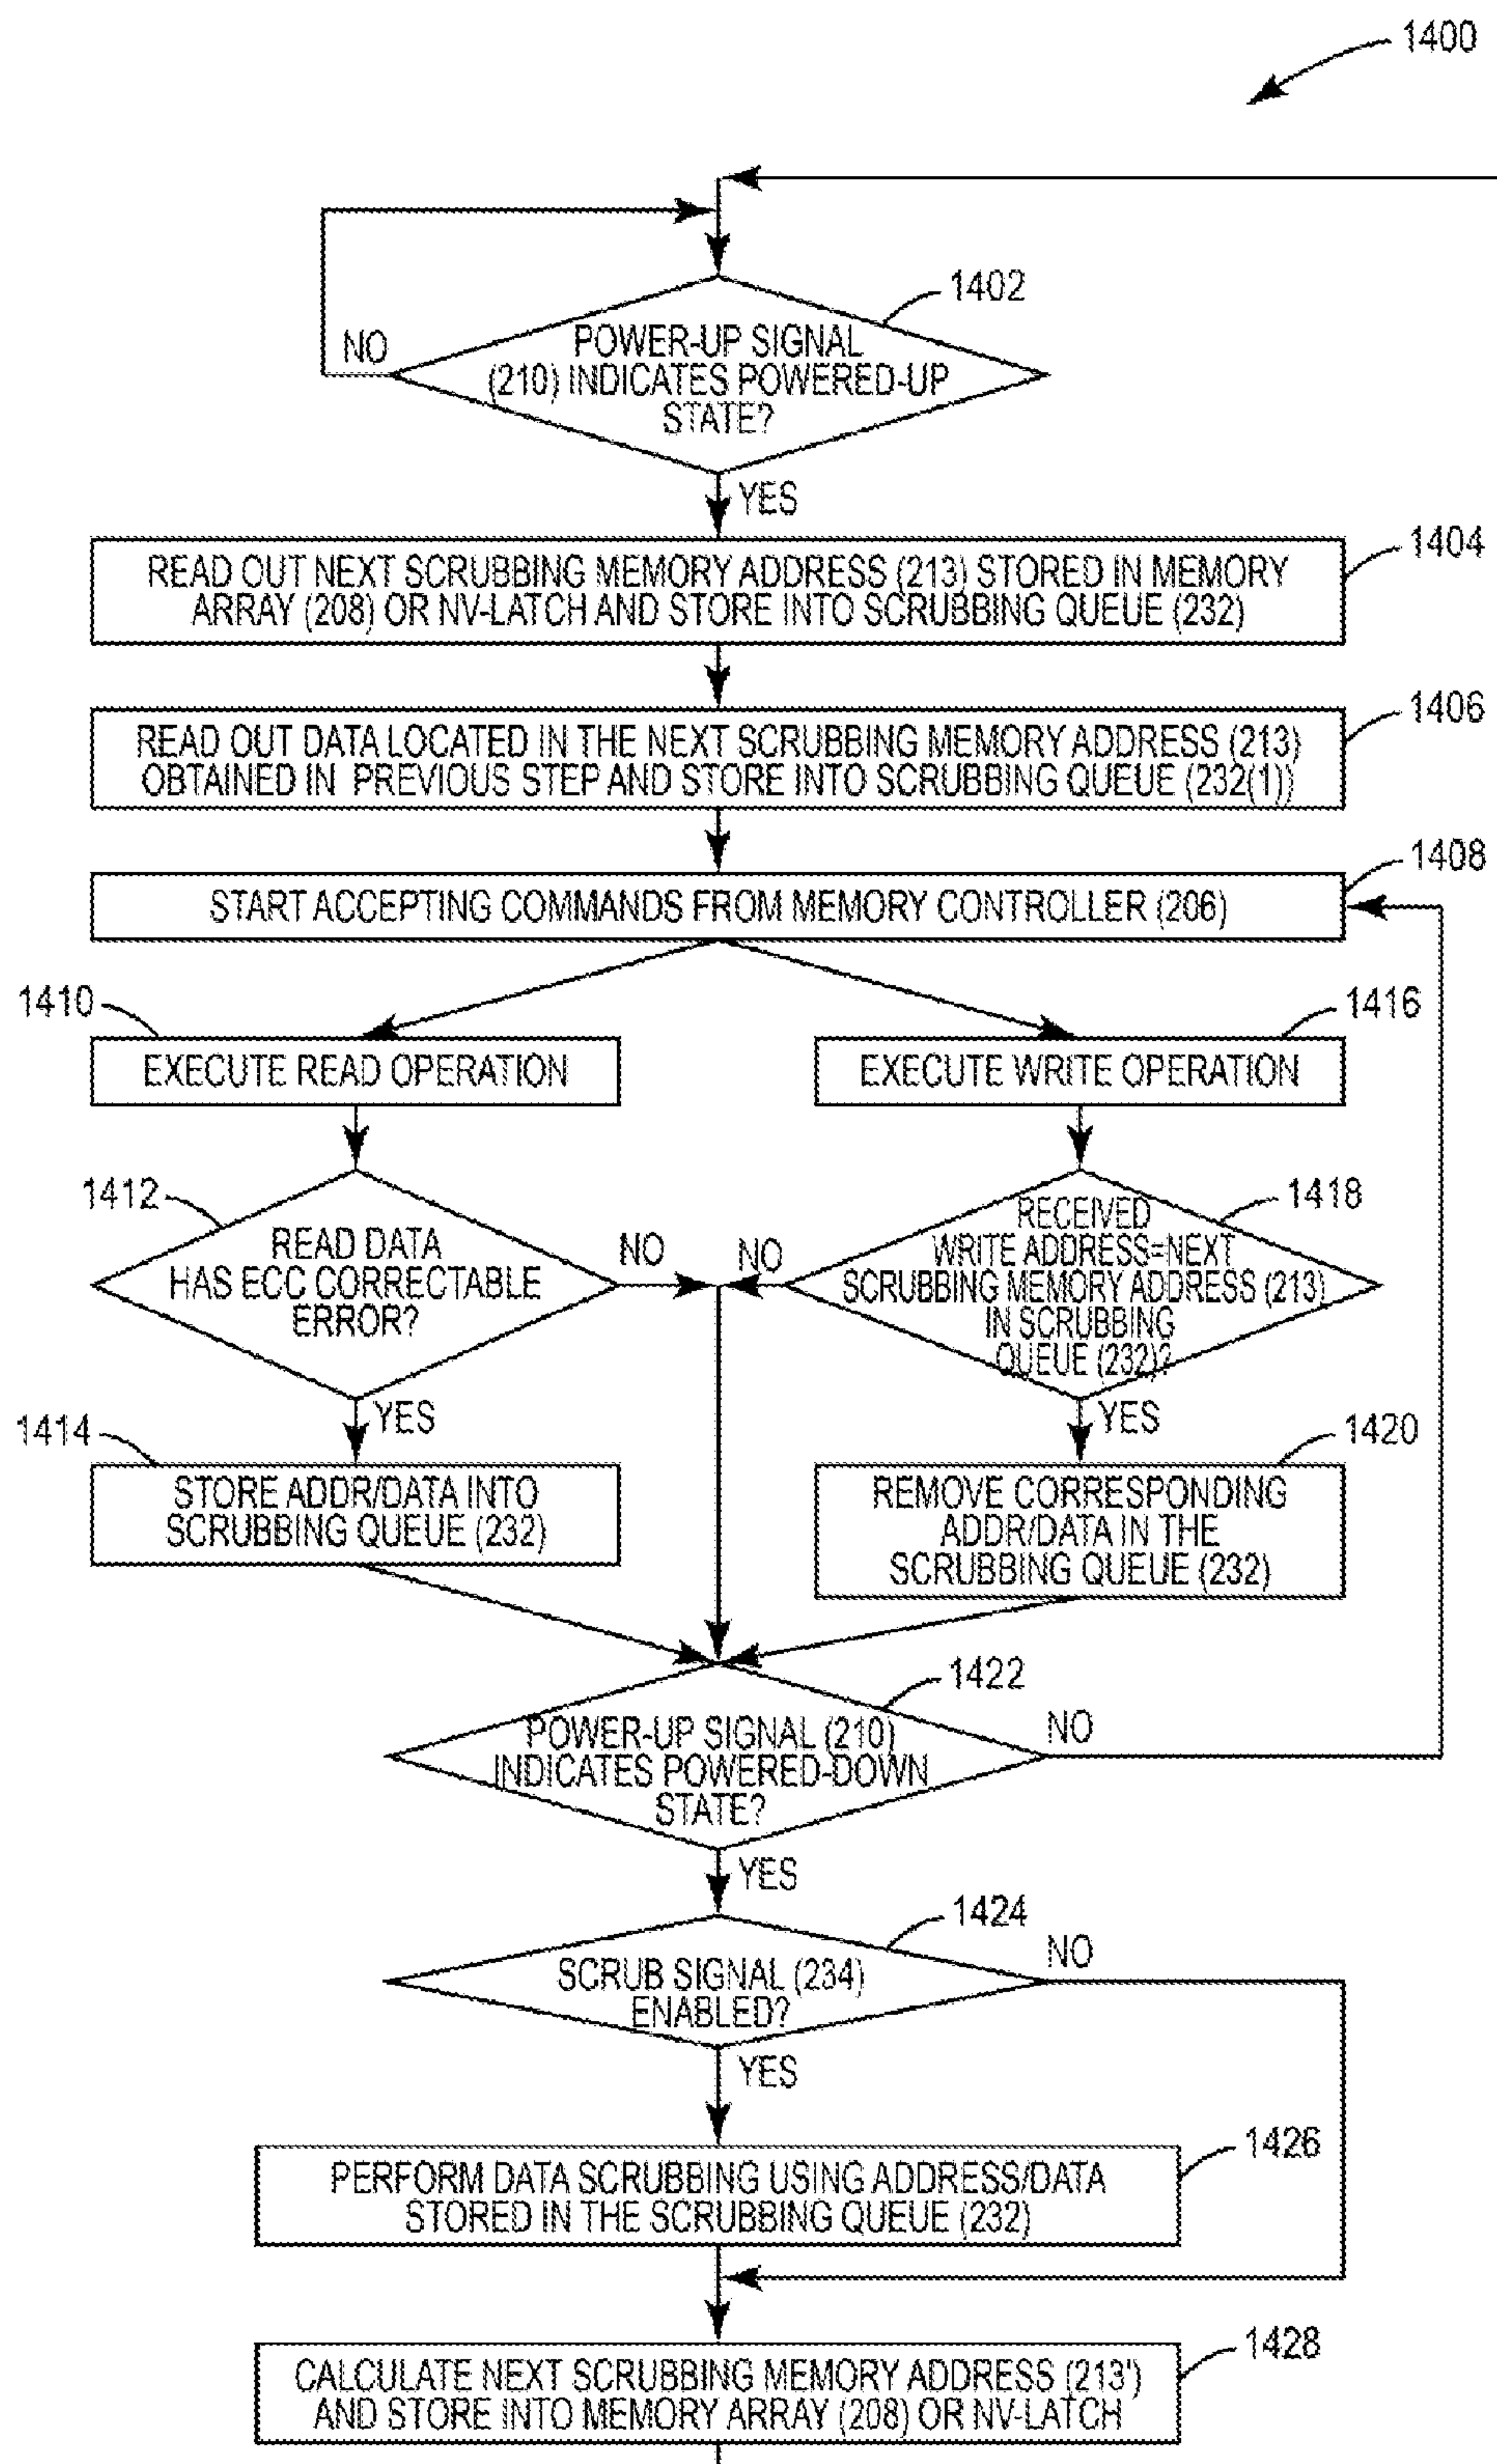 1400
1402
NO
POWER-UP SIGNAL
(210) INDICATES POWERED-UP
STATE?
YES
1404
READ OUT NEXT SCRUBBING MEMORY ADDRESS (213) STORED IN MEMORY
ARRAY (208) OR NV-LATCH AND STORE INTO SCRUBBING QUEUE (232)
1406
READ OUT DATA LOCATED IN THE NEXT SCRUBBING MEMORY ADDRESS (213)
OBTAINED IN PREVIOUS STEP AND STORE INTO SCRUBBING QUEUE (232(1))
1408
START ACCEPTING COMMANDS FROM MEMORY CONTROLLER (206)
1410
EXECUTE READ OPERATION
1416
EXECUTE WRITE OPERATION
1412
READ DATA
HAS ECC CORRECTABLE
ERROR?
NO
NO
1418
RECEIVED
WRITE ADDRESS=NEXT
SCRUBBING MEMORY ADDRESS (213)
IN SCRUBBING
QUEUE (232)?
YES
YES
1414
STORE ADDR/DATA INTO
SCRUBBING QUEUE (232)
1420
REMOVE CORRESPONDING
ADDR/DATA IN THE
SCRUBBING QUEUE (232)
1422
POWER-UP SIGNAL (210)
INDICATES POWERED-DOWN
STATE?
NO
YES
1424
SCRUB SIGNAL (234)
ENABLED?
NO
YES
1426
PERFORM DATA SCRUBBING USING ADDRESS/DATA
STORED IN THE SCRUBBING QUEUE (232)
1428
CALCULATE NEXT SCRUBBING MEMORY ADDRESS (213')
AND STORE INTO MEMORY ARRAY (208) OR NV-LATCH